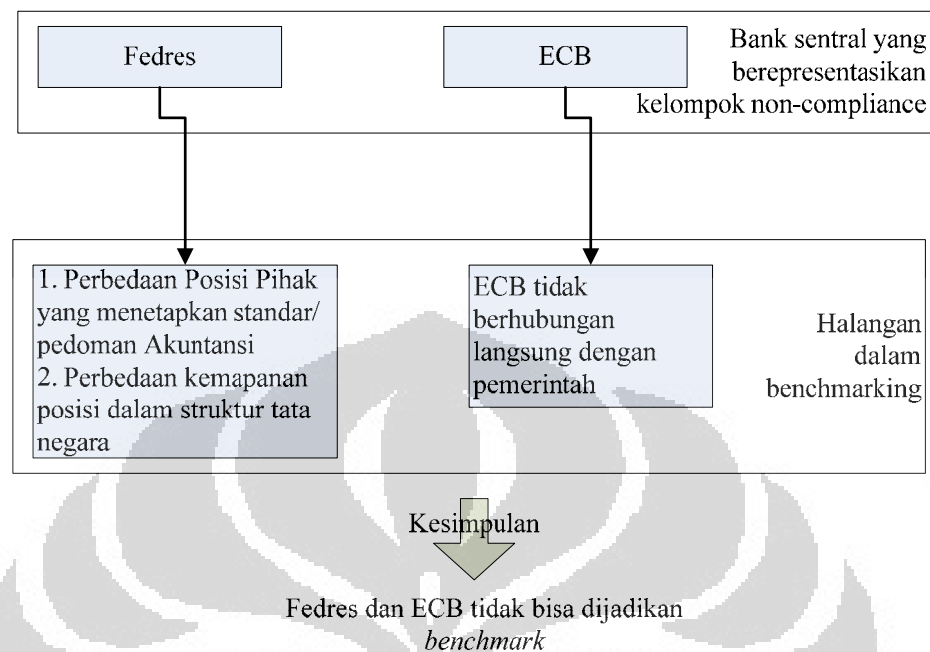 Fedres
ECB
Bank sentral yang
berepresentasikan
kelompok non-compliance
1. Perbedaan Posisi Pihak
yang menetapkan standar/
pedoman Akuntansi
2. Perbedaan kemapanan
posisi dalam struktur tata
negara
ECB tidak
berhubungan
langsung dengan
pemerintah
Halangan
dalam
benchmarking
Kesimpulan
Fedres dan ECB tidak bisa dijadikan
benchmark